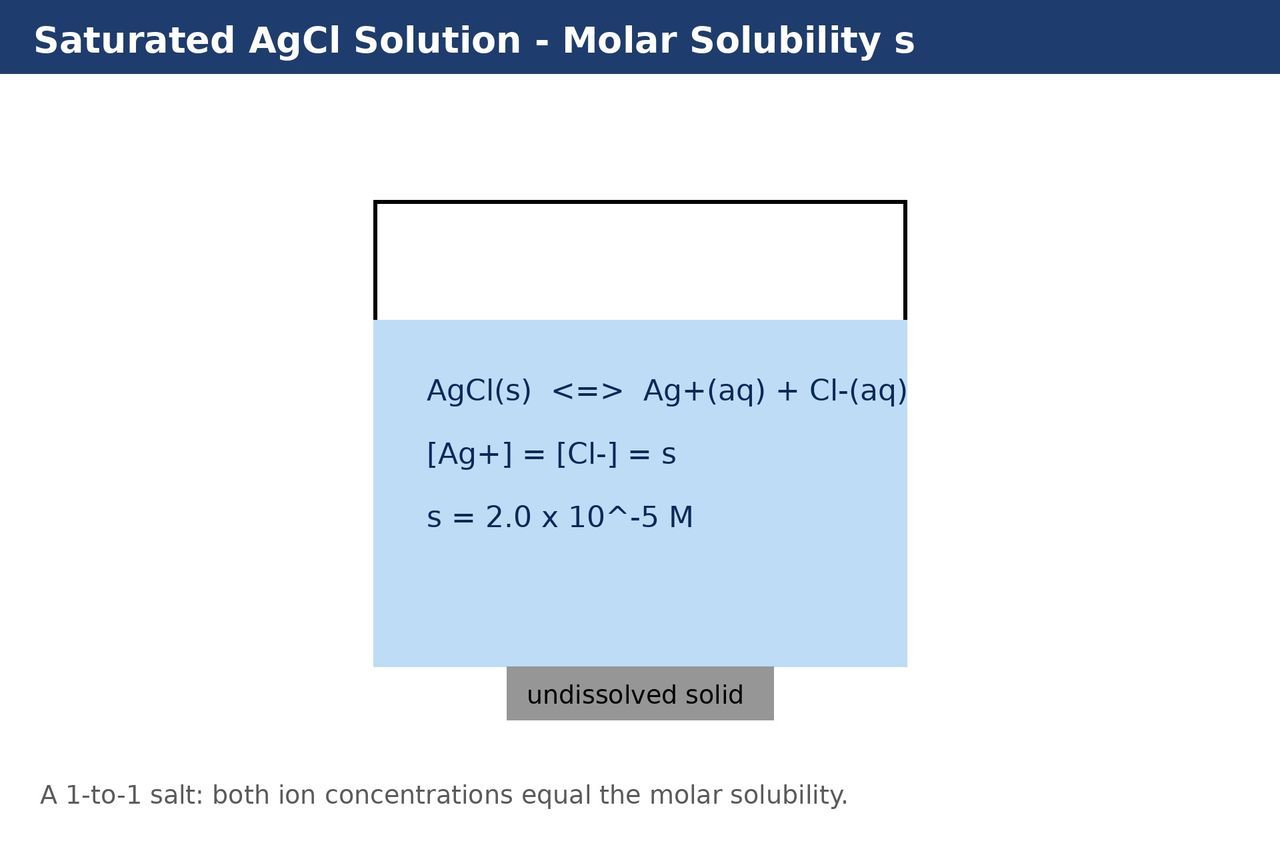 Saturated AgCl Solution - Molar Solubility s
AgCl(s) <=> Ag+(aq) + Cl-(aq)
[Ag+] = [Cl-] = s
s = 2.0 x 10^-5 M
undissolved solid
A 1-to-1 salt: both ion concentrations equal the molar solubility.